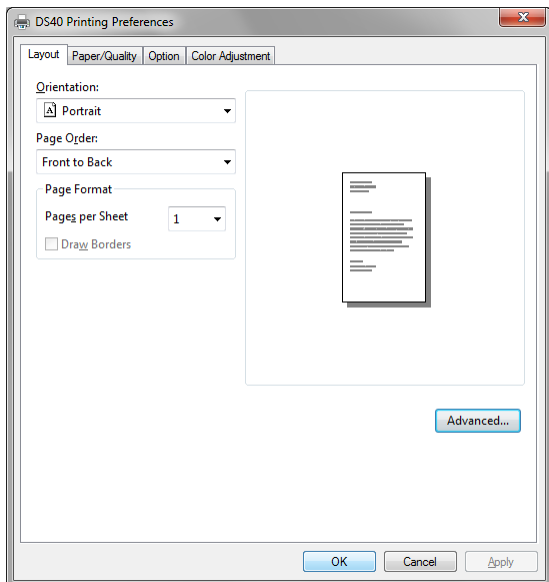 DS40 Printing Preferences
Layout Paper/Quality Option Color Adjustment
Orientation:
A Portrait
Page Order:
Front to Back
Page Format
Pages per Sheet 1
Draw Borders
Advanced...
OK Cancel Apply